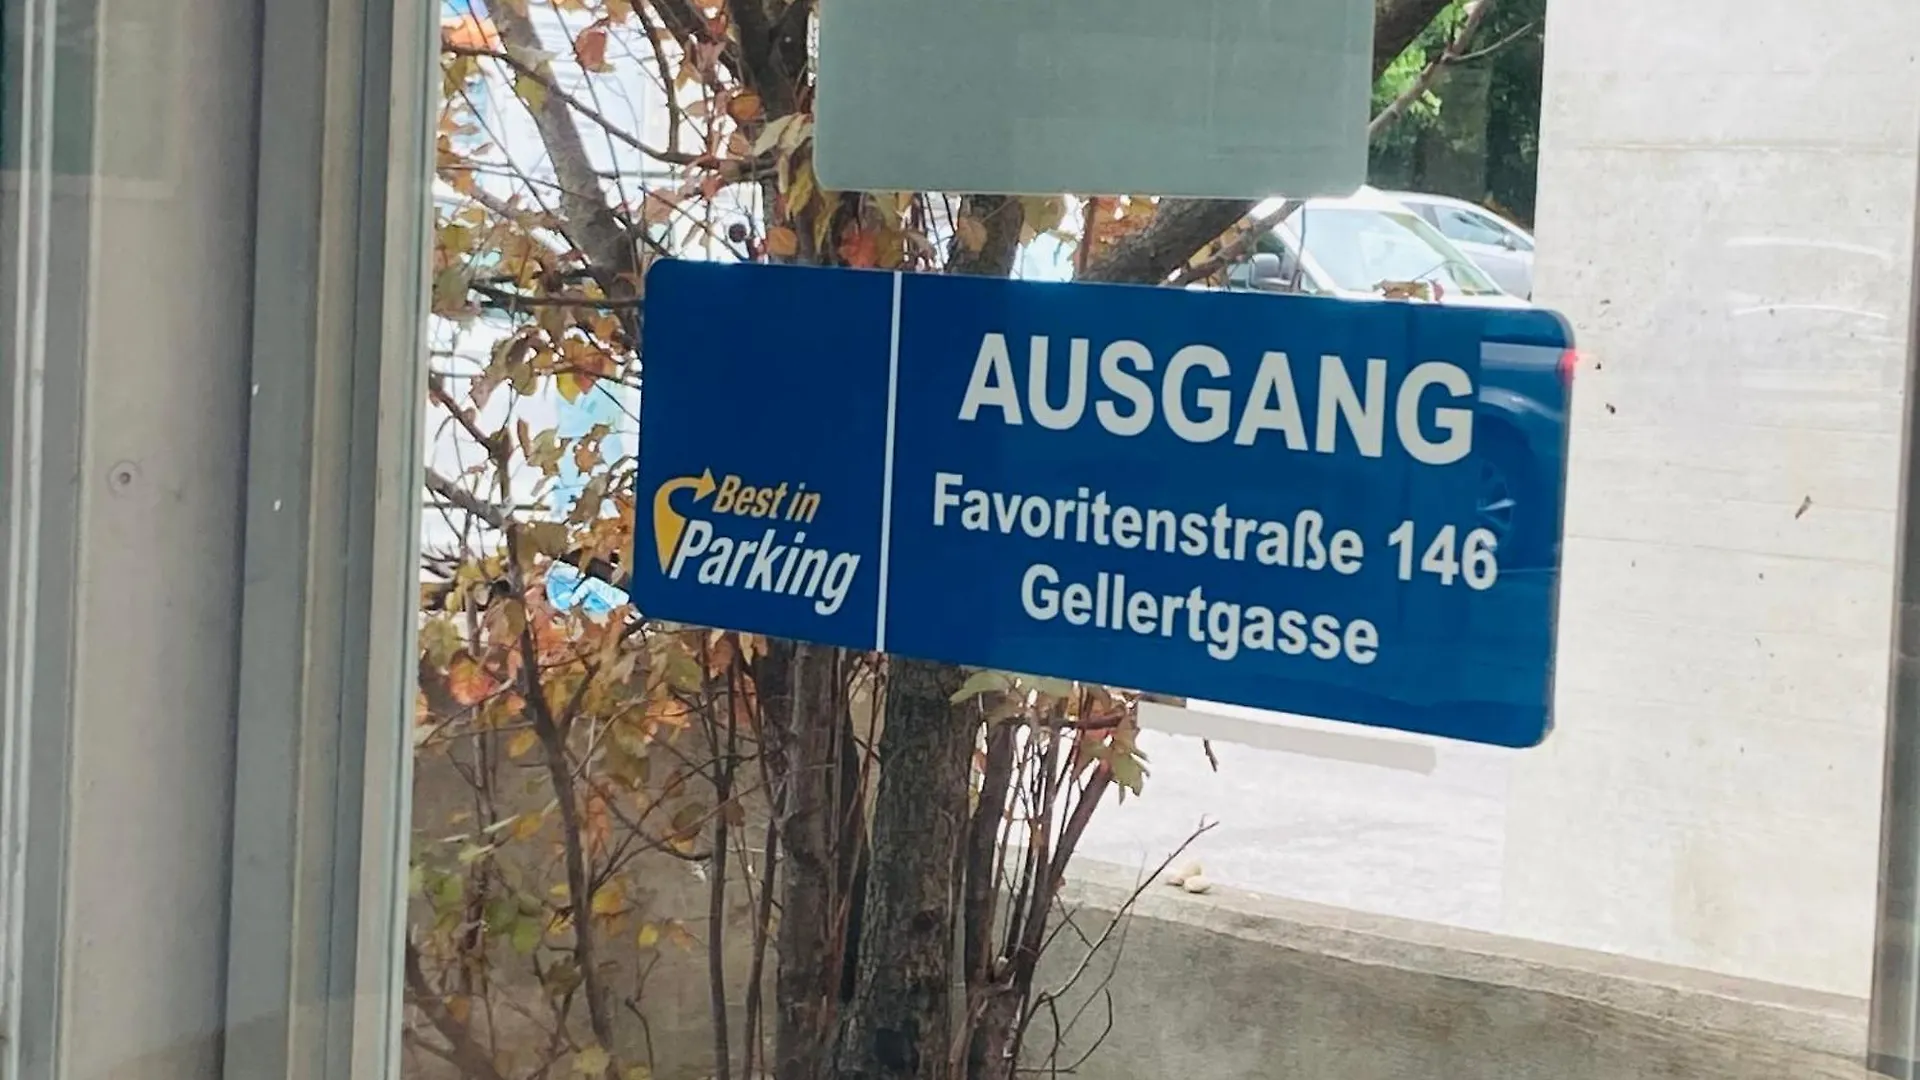 AUSGANG
Favoritenstraße 146
Gellertgasse
Best in
Parking